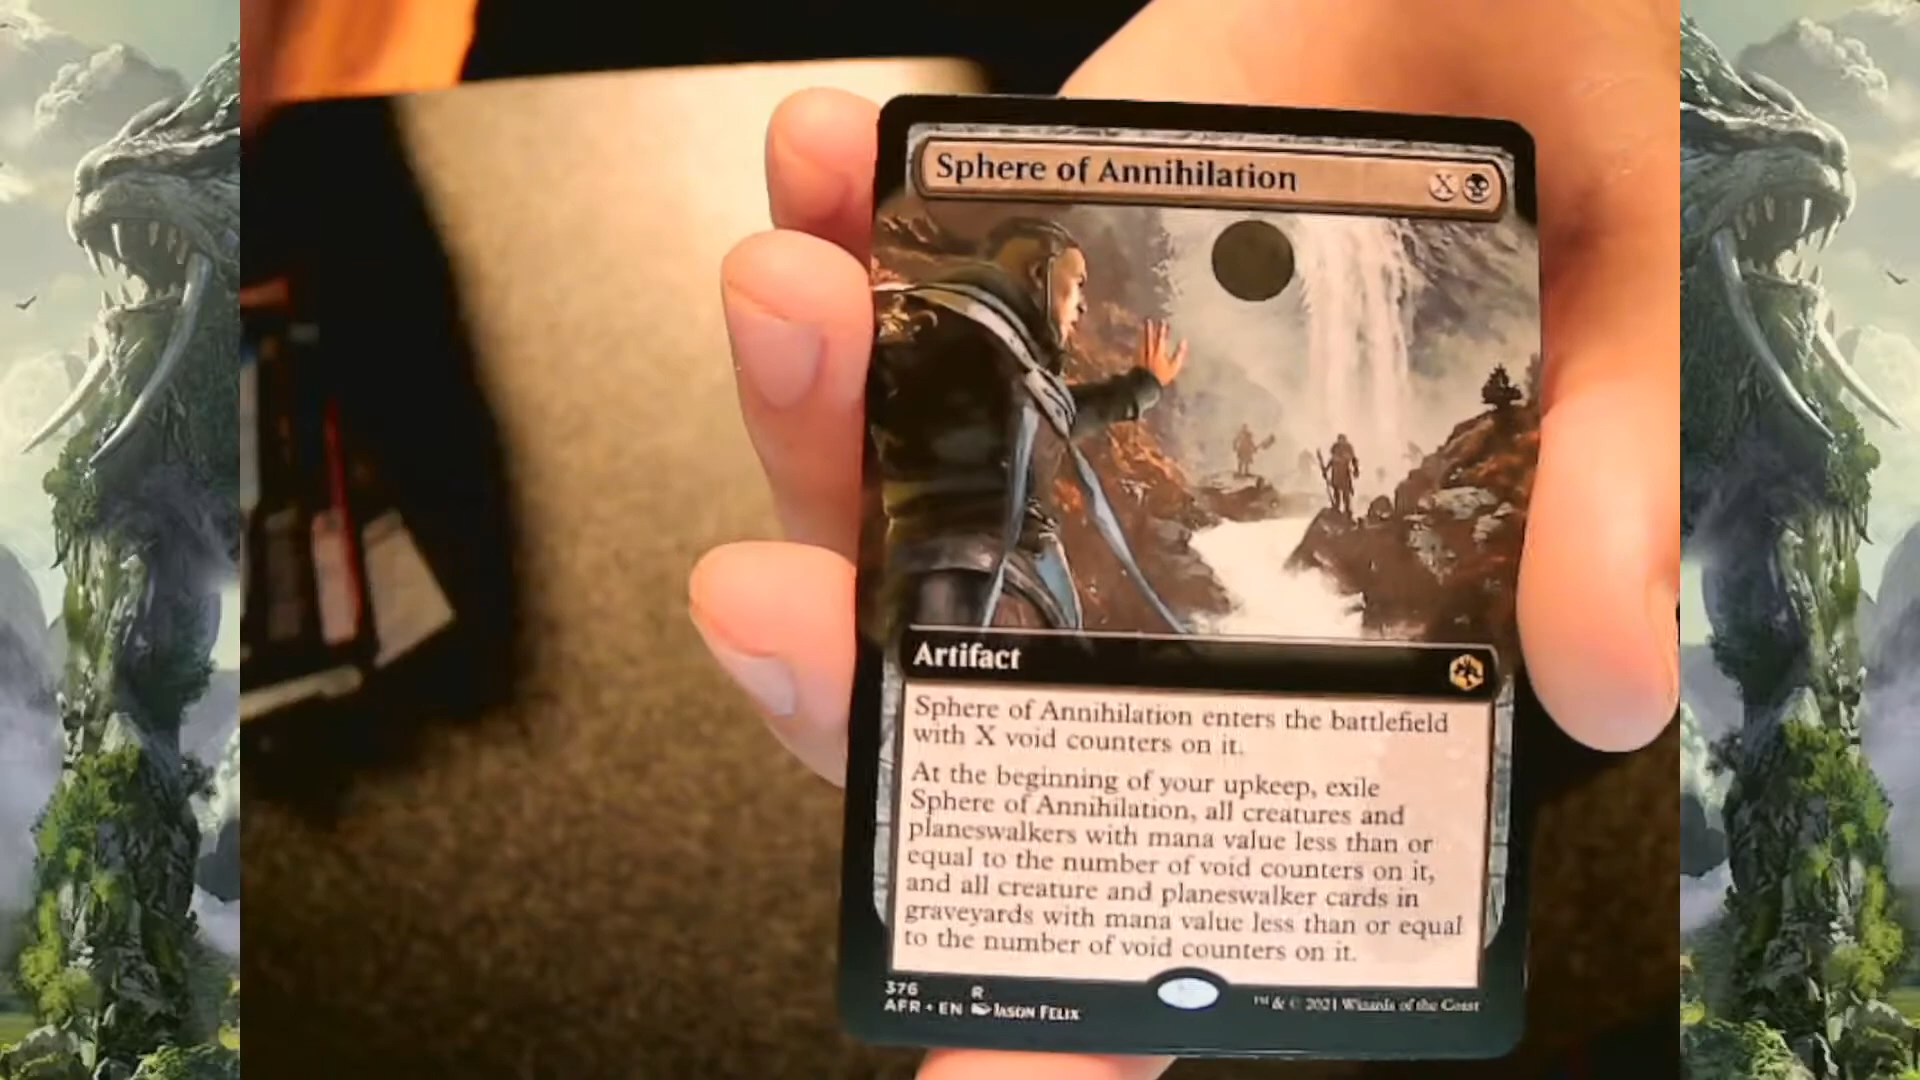 Sphere of Annihilation X
Artifact
Sphere of Annihilation enters the battlefield
with X void counters on it.
At the beginning of your upkeep, exile
Sphere of Annihilation, all creatures and
planeswalkers with mana value less than or
equal to the number of void counters on it,
and all creature and planeswalker cards in
graveyards with mana value less than or equal
to the number of void counters on it.
376 R
AFR • EN JASON FELIX
™ & © 2021 Wizards of the Coast